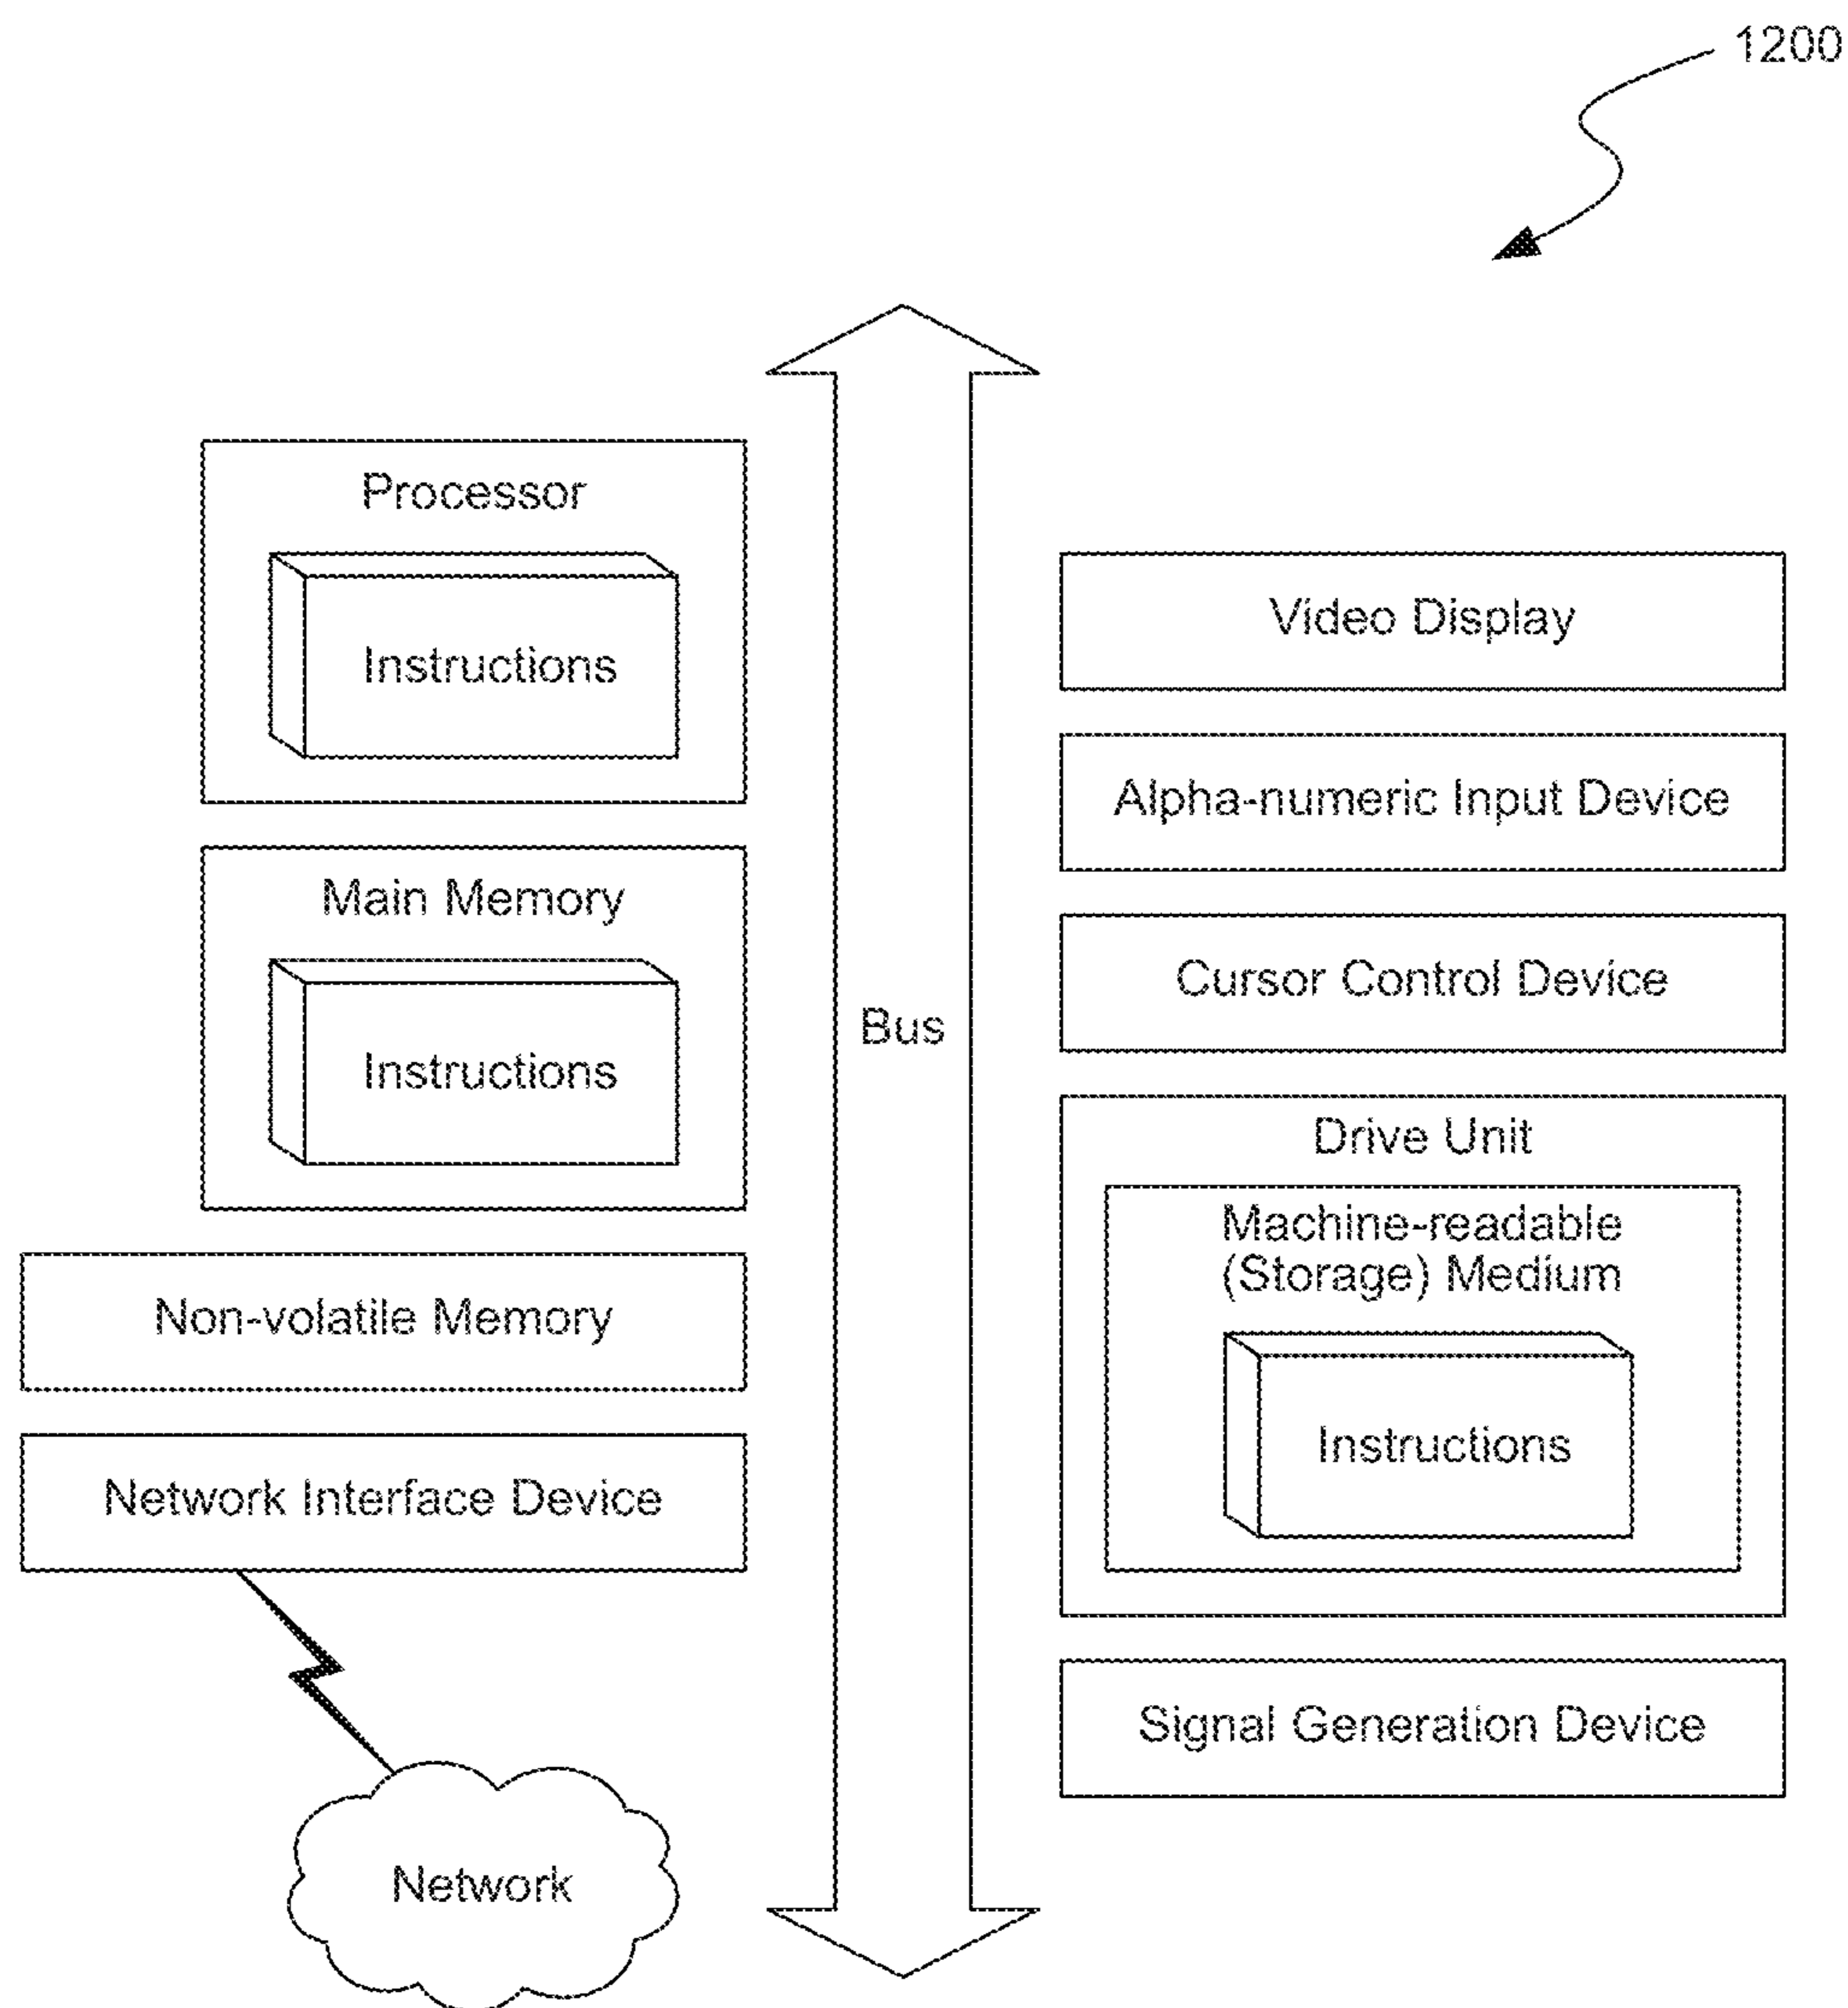 1200
Processor
Instructions
Main Memory
Instructions
Non-volatile Memory
Network Interface Device
Network
Bus
Video Display
Alpha-numeric Input Device
Cursor Control Device
Drive Unit
Machine-readable
(Storage) Medium
Instructions
Signal Generation Device